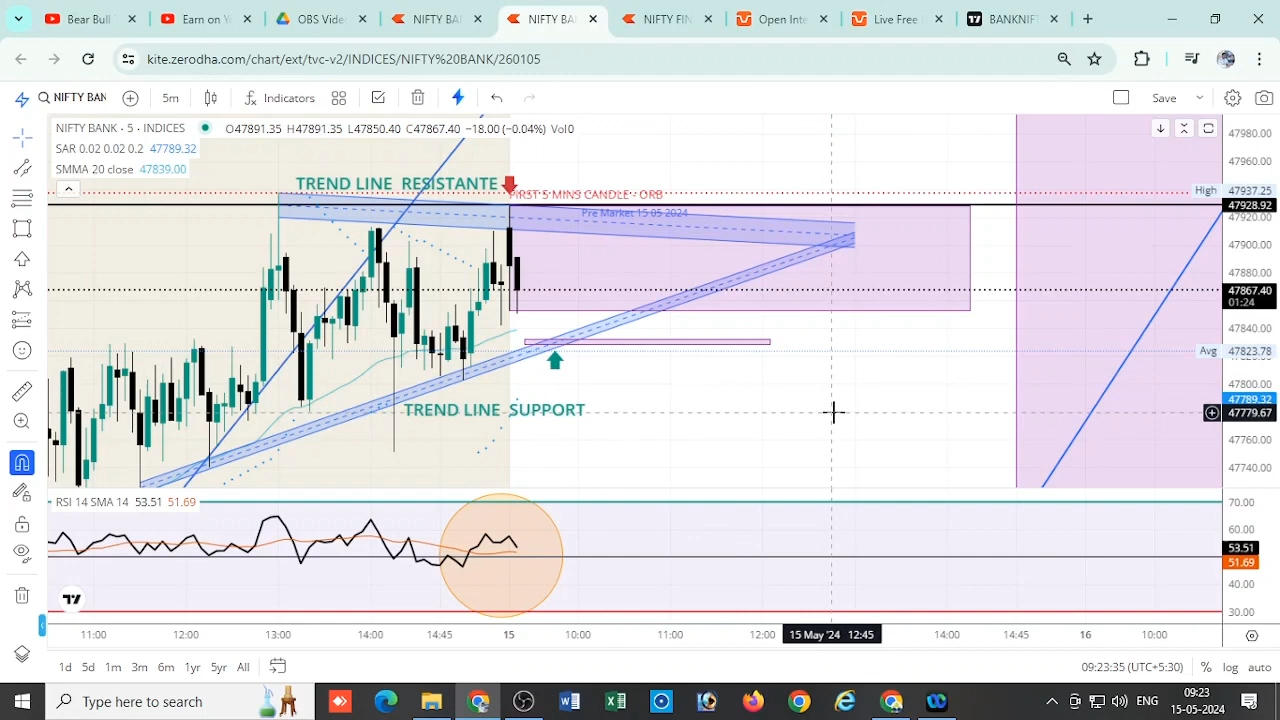 Bear Bull
Earn on Y
OBS Video
NIFTY BA
NIFTY BA
NIFTY FIN
Open Inte
Live Free
BANKNIF
kite.zerodha.com/chart/ext/tvc-v2/INDICES/NIFTY%20BANK/260105
NIFTY BAN
5m
Indicators
Save
NIFTY BANK · 5 · INDICES
O47891.35 H47891.35 L47850.40 C47867.40 −18.00 (−0.04%) Vol0
SAR 0.02 0.02 0.2 47789.32
SMMA 20 close 47839.00
TREND LINE RESISTANTE
FIRST 5 MINS CANDLE - ORB
Pre Market 15 05 2024
TREND LINE SUPPORT
47980.00
47960.00
High 47937.25
47928.92
47920.00
47900.00
47880.00
47867.40
01:24
47840.00
Avg 47823.78
47800.00
47789.32
47779.67
47760.00
47740.00
RSI 14 SMA 14 53.51 51.69
70.00
60.00
53.51
51.69
40.00
30.00
11:00
12:00
13:00
14:00
14:45
15
10:00
11:00
12:00
15 May '24 12:45
14:00
14:45
16
10:00
1d 5d 1m 3m 6m 1yr 5yr All
09:23:35 (UTC+5:30) % log auto
Type here to search
ENG
09:23
15-05-2024